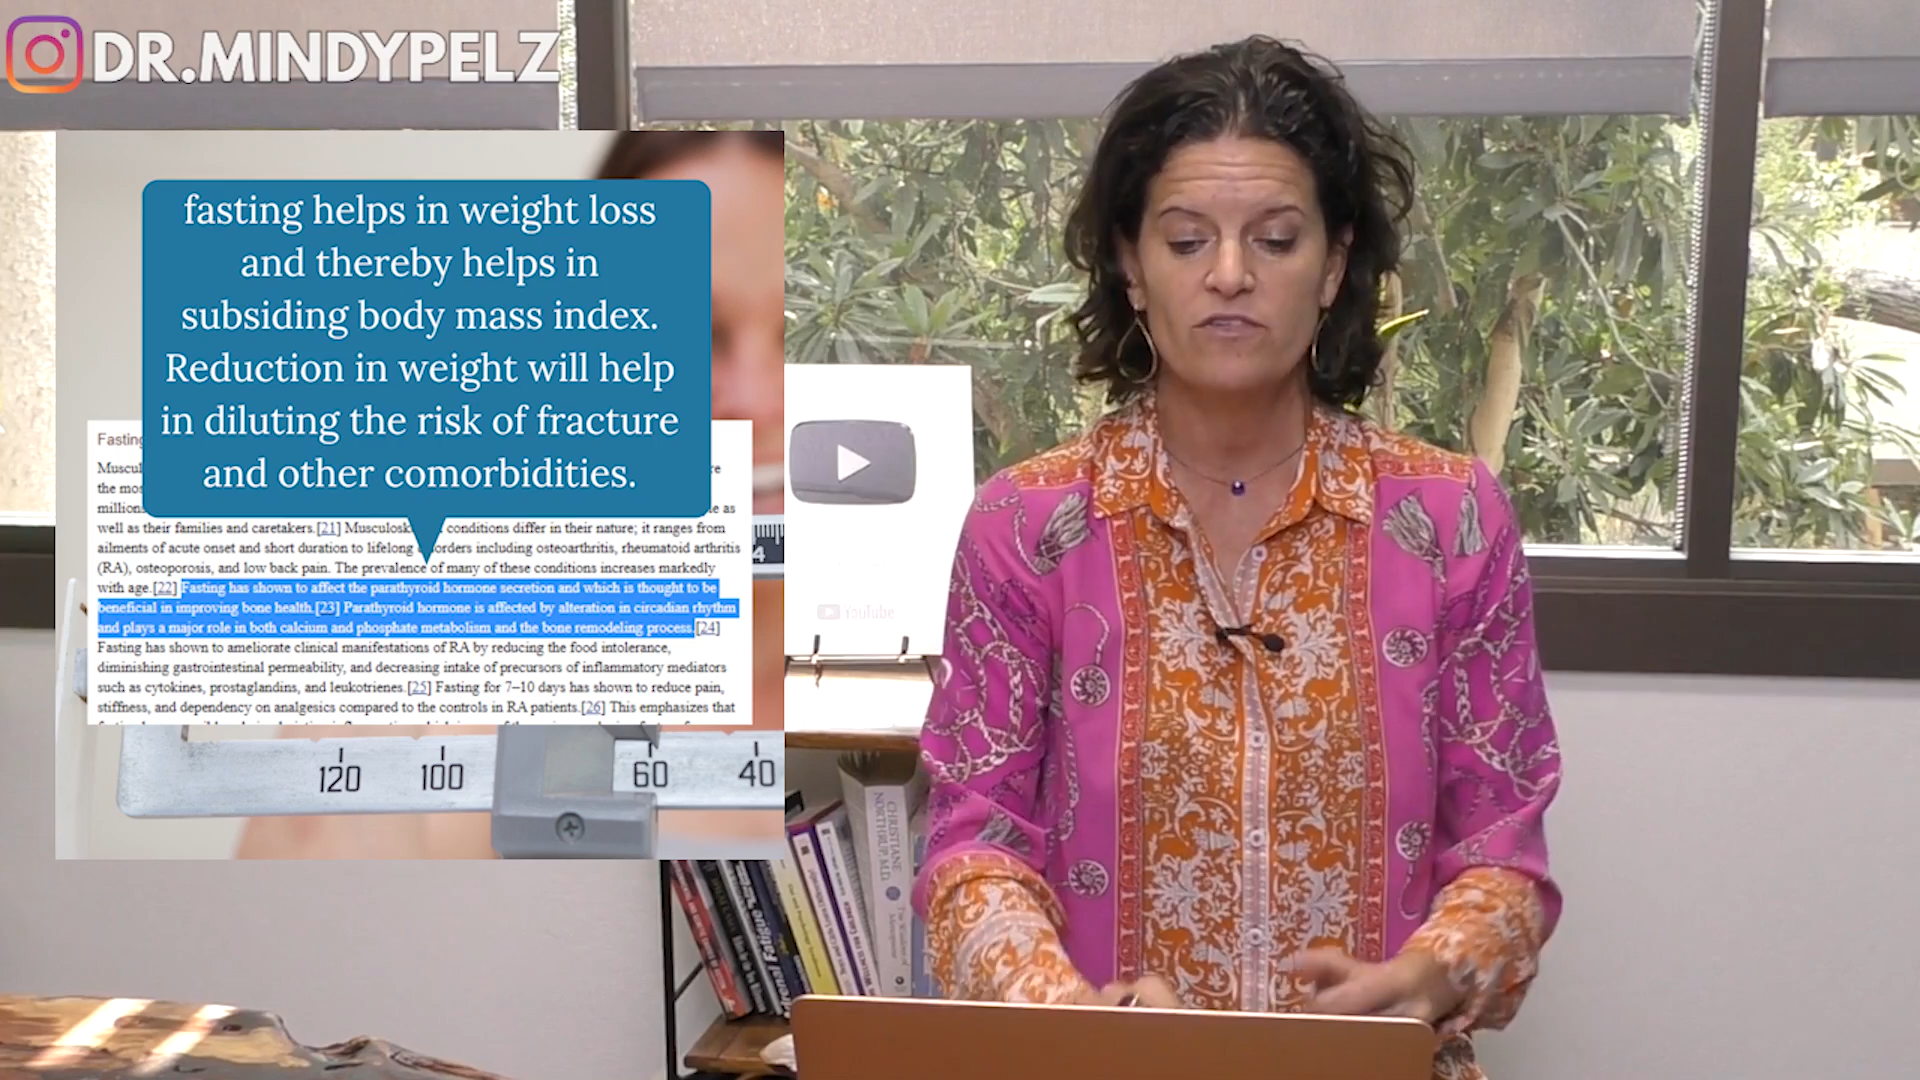 DR.MINDYPELZ
fasting helps in weight loss
and thereby helps in
subsiding body mass index.
Reduction in weight will help
in diluting the risk of fracture
and other comorbidities.
Fasting
Muscul re
the mos
millions le as
well as their families and caretakers.[21] Musculosk conditions differ in their nature; it ranges from
ailments of acute onset and short duration to lifelong orders including osteoarthritis, rheumatoid arthritis
(RA), osteoporosis, and low back pain. The prevalence of many of these conditions increases markedly
with age.[22] Fasting has shown to affect the parathyroid hormone secretion and which is thought to be
beneficial in improving bone health.[23] Parathyroid hormone is affected by alteration in circadian rhythm
and plays a major role in both calcium and phosphate metabolism and the bone remodeling process.[24]
Fasting has shown to ameliorate clinical manifestations of RA by reducing the food intolerance,
diminishing gastrointestinal permeability, and decreasing intake of precursors of inflammatory mediators
such as cytokines, prostaglandins, and leukotrienes.[25] Fasting for 7–10 days has shown to reduce pain,
stiffness, and dependency on analgesics compared to the controls in RA patients.[26] This emphasizes that
4
120 100 60 40
YouTube
CHRISTIANE
NORTHRUP, M.D.